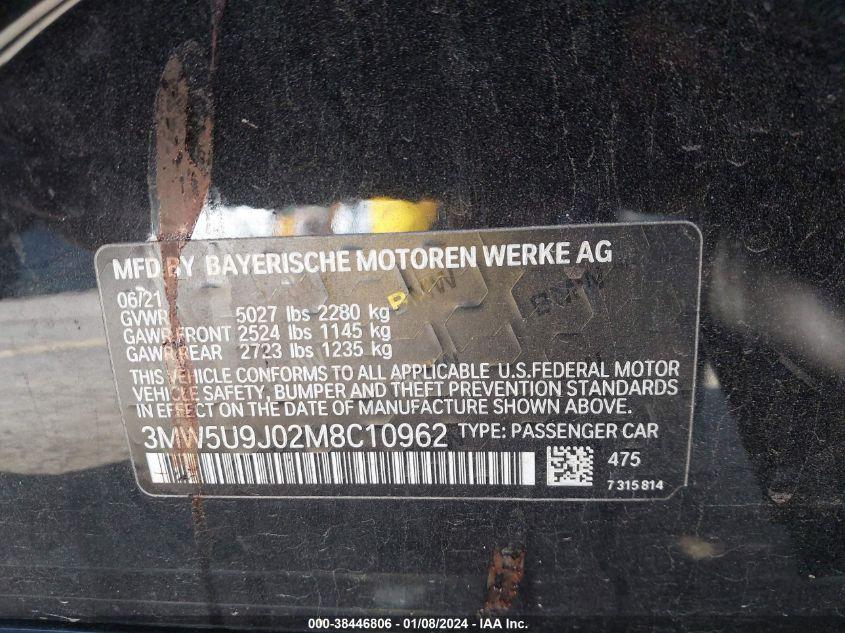 MFD BY BAYERISCHE MOTOREN WERKE AG
06/21
GVWR 5027 lbs 2280 kg
GAWR FRONT 2524 lbs 1145 kg
GAWR REAR 2723 lbs 1235 kg
BMW BMW
THIS VEHICLE CONFORMS TO ALL APPLICABLE U.S.FEDERAL MOTOR
VEHICLE SAFETY, BUMPER AND THEFT PREVENTION STANDARDS
IN EFFECT ON THE DATE OF MANUFACTURE SHOWN ABOVE.
3MW5U9J02M8C10962 TYPE: PASSENGER CAR
475
7 315 814
000-38446806 - 01/08/2024 - IAA Inc.